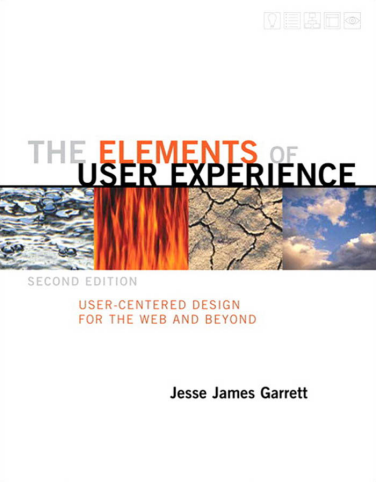 THE ELEMENTS OF
USER EXPERIENCE
SECOND EDITION
USER-CENTERED DESIGN
FOR THE WEB AND BEYOND
Jesse James Garrett